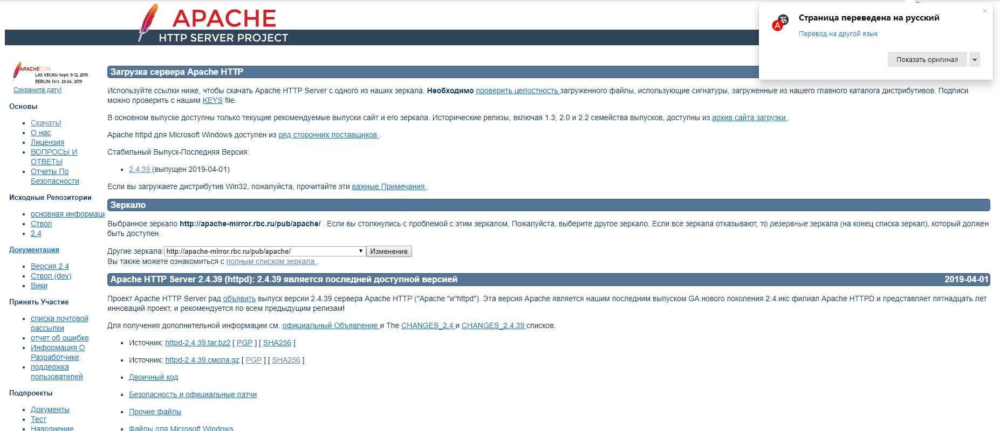 APACHE
HTTP SERVER PROJECT
Страница переведена на русский
Перевод на другой язык
Показать оригинал
APACHECON
LAS VEGAS: Sept. 9-12, 2019
BERLIN: Oct. 22-24, 2019
Сохраните дату!
Основы
Скачать!
О нас
Лицензия
ВОПРОСЫ И
ОТВЕТЫ
Отчеты По
Безопасности
Исходные Репозитории
основная информаци
Ствол
2.4
Документация
Версия 2.4
Ствол (dev)
Вики
Принять Участие
списка почтовой
рассылки
отчет об ошибке
Информация О
Разработчике
поддержка
пользователей
Подпроекты
Документы
Тест
Наводнение
Загрузка сервера Apache HTTP
Используйте ссылки ниже, чтобы скачать Apache HTTP Server с одного из наших зеркала. Необходимо проверить целостность загруженного файлы, использующие сигнатуры, загруженные из нашего главного каталога дистрибутивов. Подписи
можно проверить с нашим KEYS file.
В основном выпуске доступны только текущие рекомендуемые выпуски сайт и его зеркала. Исторические релизы, включая 1.3, 2.0 и 2.2 семейства выпусков, доступны из архив сайта загрузки .
Apache httpd для Microsoft Windows доступен из ряд сторонних поставщиков .
Стабильный Выпуск-Последняя Версия:
2.4.39 (выпущен 2019-04-01)
Если вы загружаете дистрибутив Win32, пожалуйста, прочитайте эти важные Примечания .
Зеркало
Выбранное зеркало http://apache-mirror.rbc.ru/pub/apache/ . Если вы столкнулись с проблемой с этим зеркалом, Пожалуйста, выберите другое зеркало. Если все зеркала отказывают, то резервные зеркала (на конец списка зеркал), который должен
быть доступен.
Другие зеркала: http://apache-mirror.rbc.ru/pub/apache/ Изменение
Вы также можете ознакомиться с полным списком зеркала .
Apache HTTP Server 2.4.39 (httpd): 2.4.39 является последней доступной версией 2019-04-01
Проект Apache HTTP Server рад объявить выпуск версии 2.4.39 сервера Apache HTTP ("Apache "и"httpd"). Эта версия Apache является нашим последним выпуском GA нового поколения 2.4.икс филиал Apache HTTPD и представляет пятнадцать лет
инноваций проект, и рекомендуется по всем предыдущим релизам!
Для получения дополнительной информации см. официальный Объявление и The CHANGES_2.4 и CHANGES_2.4.39 списков.
Источник: httpd-2.4.39.tar.bz2 [ PGP ] [ SHA256 ]
Источник: httpd-2.4.39.смола.gz [ PGP ] [ SHA256 ]
Двоичный код
Безопасность и официальные патчи
Прочие файлы
Файлы для Microsoft Windows